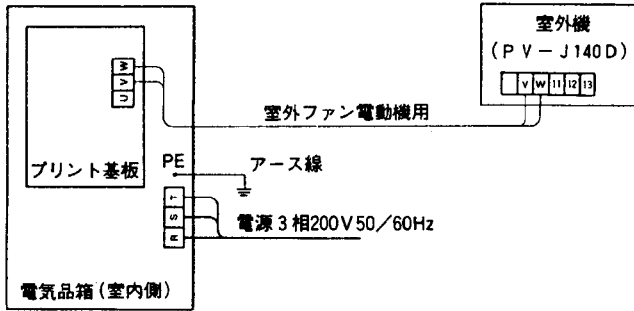 室外機
(PV-J140D)
V W 11 12 13
W
V
U
室外ファン電動機用
プリント基板
PE
アース線
T
S
R
電源3相200V50/60Hz
電気品箱(室内側)